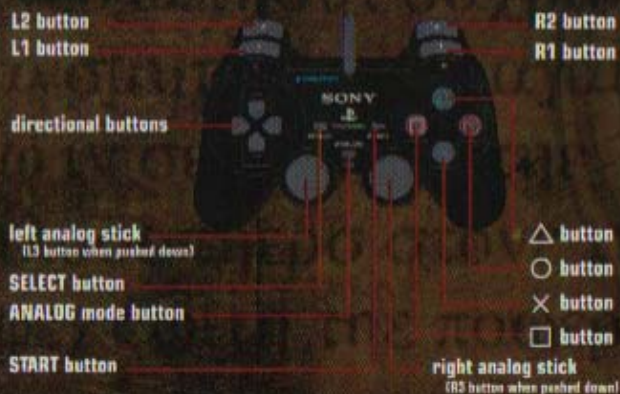 L2 button
L1 button
directional buttons
left analog stick
(L3 button when pushed down)
SELECT button
ANALOG mode button
START button
SONY
R2 button
R1 button
△ button
○ button
✕ button
□ button
right analog stick
(R3 button when pushed down)